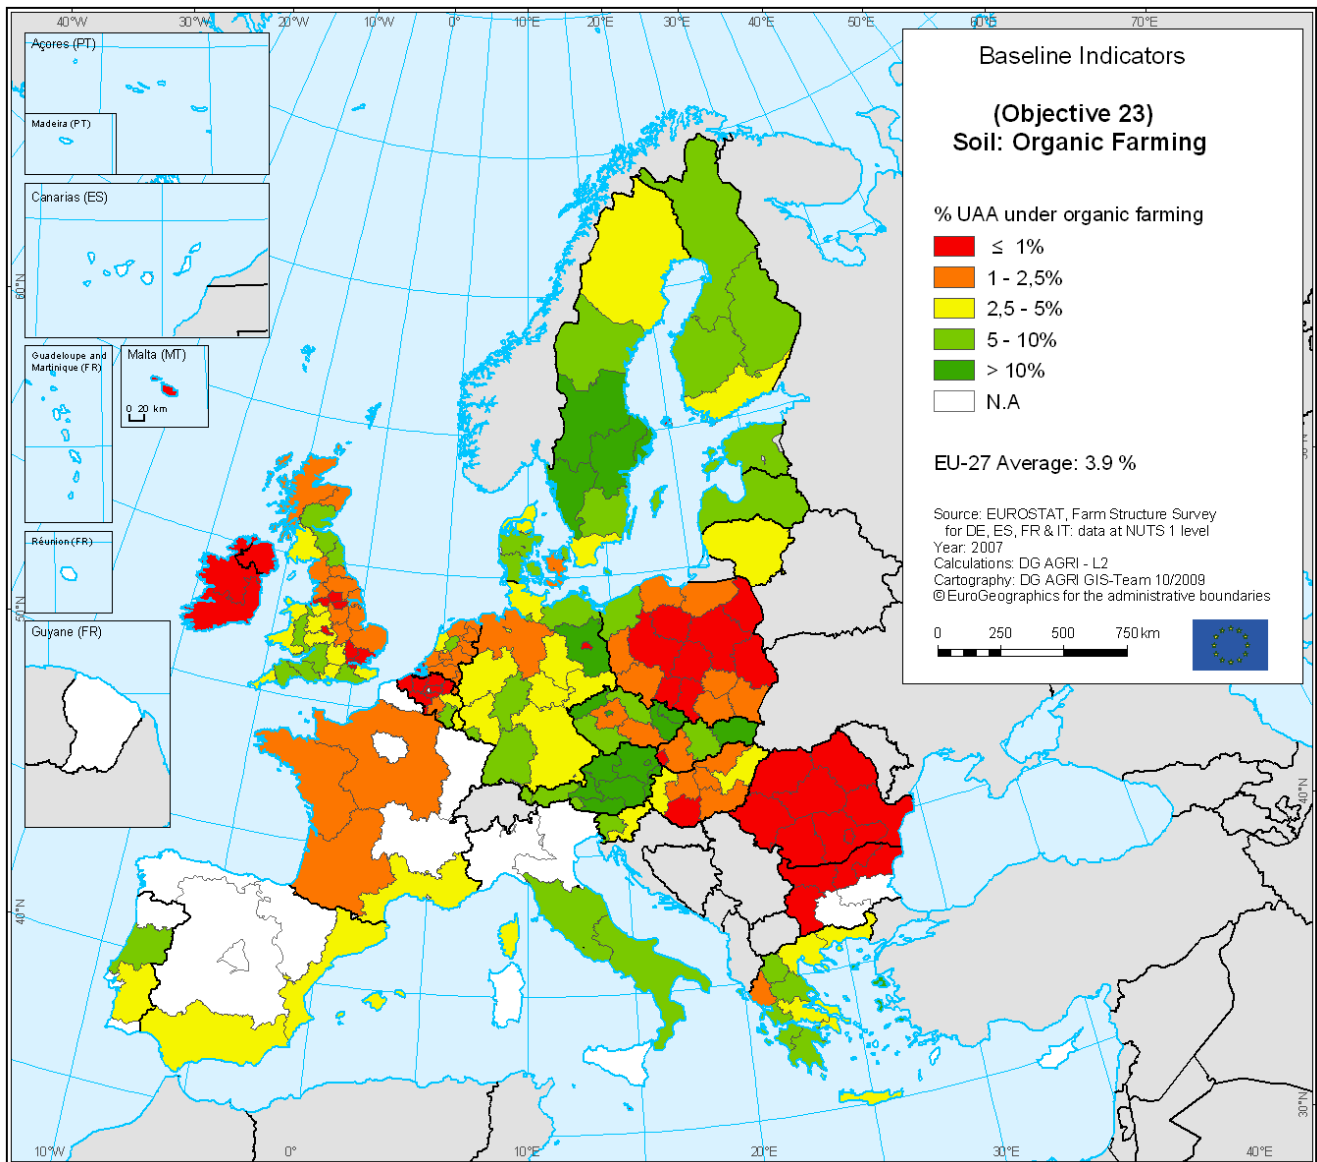 40°W
30°W
20°W
10°W
0°
10°E
20°E
30°E
40°E
50°E
70°E
Açores (PT)
Madeira (PT)
Canarias (ES)
Guadeloupe and
Martinique (FR)
Malta (MT)
0 20 km
Réunion (FR)
Guyane (FR)
Baseline Indicators
(Objective 23)
Soil: Organic Farming
% UAA under organic farming
≤ 1%
1 - 2,5%
2,5 - 5%
5 - 10%
> 10%
N.A
EU-27 Average: 3.9 %
Source: EUROSTAT, Farm Structure Survey
for DE, ES, FR & IT: data at NUTS 1 level
Year: 2007
Calculations: DG AGRI - L2
Cartography: DG AGRI GIS-Team 10/2009
© EuroGeographics for the administrative boundaries
0 250 500 750 km
60°N
50°N
40°N
40°N
30°N
10°W
0°
10°E
20°E
30°E
40°E